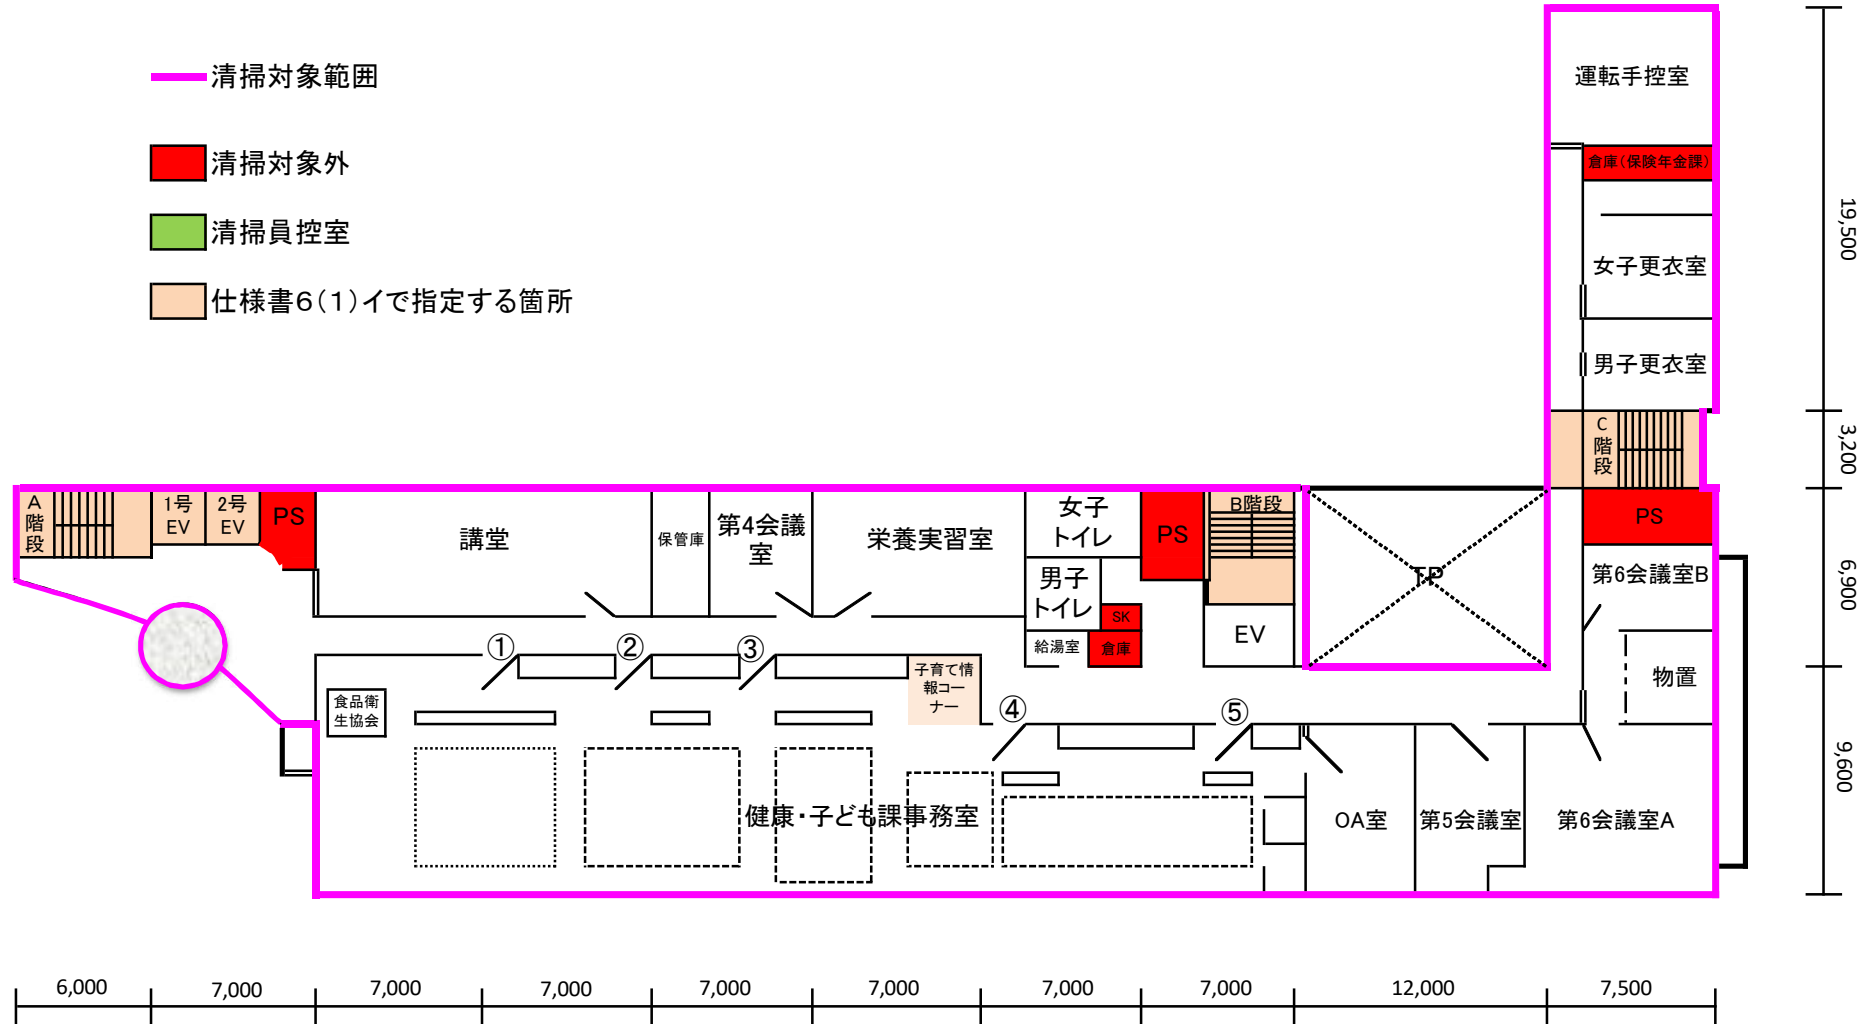 清掃対象範囲
清掃対象外
清掃員控室
仕様書6(1)イで指定する箇所
運転手控室
倉庫(保険年金課)
女子更衣室
男子更衣室
C
階
段
PS
第6会議室B
物置
A
階
段
1号
EV
2号
EV
PS
講堂
保管庫
第4会議
室
栄養実習室
女子
トイレ
男子
トイレ
給湯室
SK
倉庫
PS
B階段
EV
TP
①
②
③
④
⑤
子育て情
報コー
ナー
食品衛
生協会
健康・子ども課事務室
OA室
第5会議室
第6会議室A
19,500
3,200
6,900
9,600
6,000
7,000
7,000
7,000
7,000
7,000
7,000
7,000
12,000
7,500